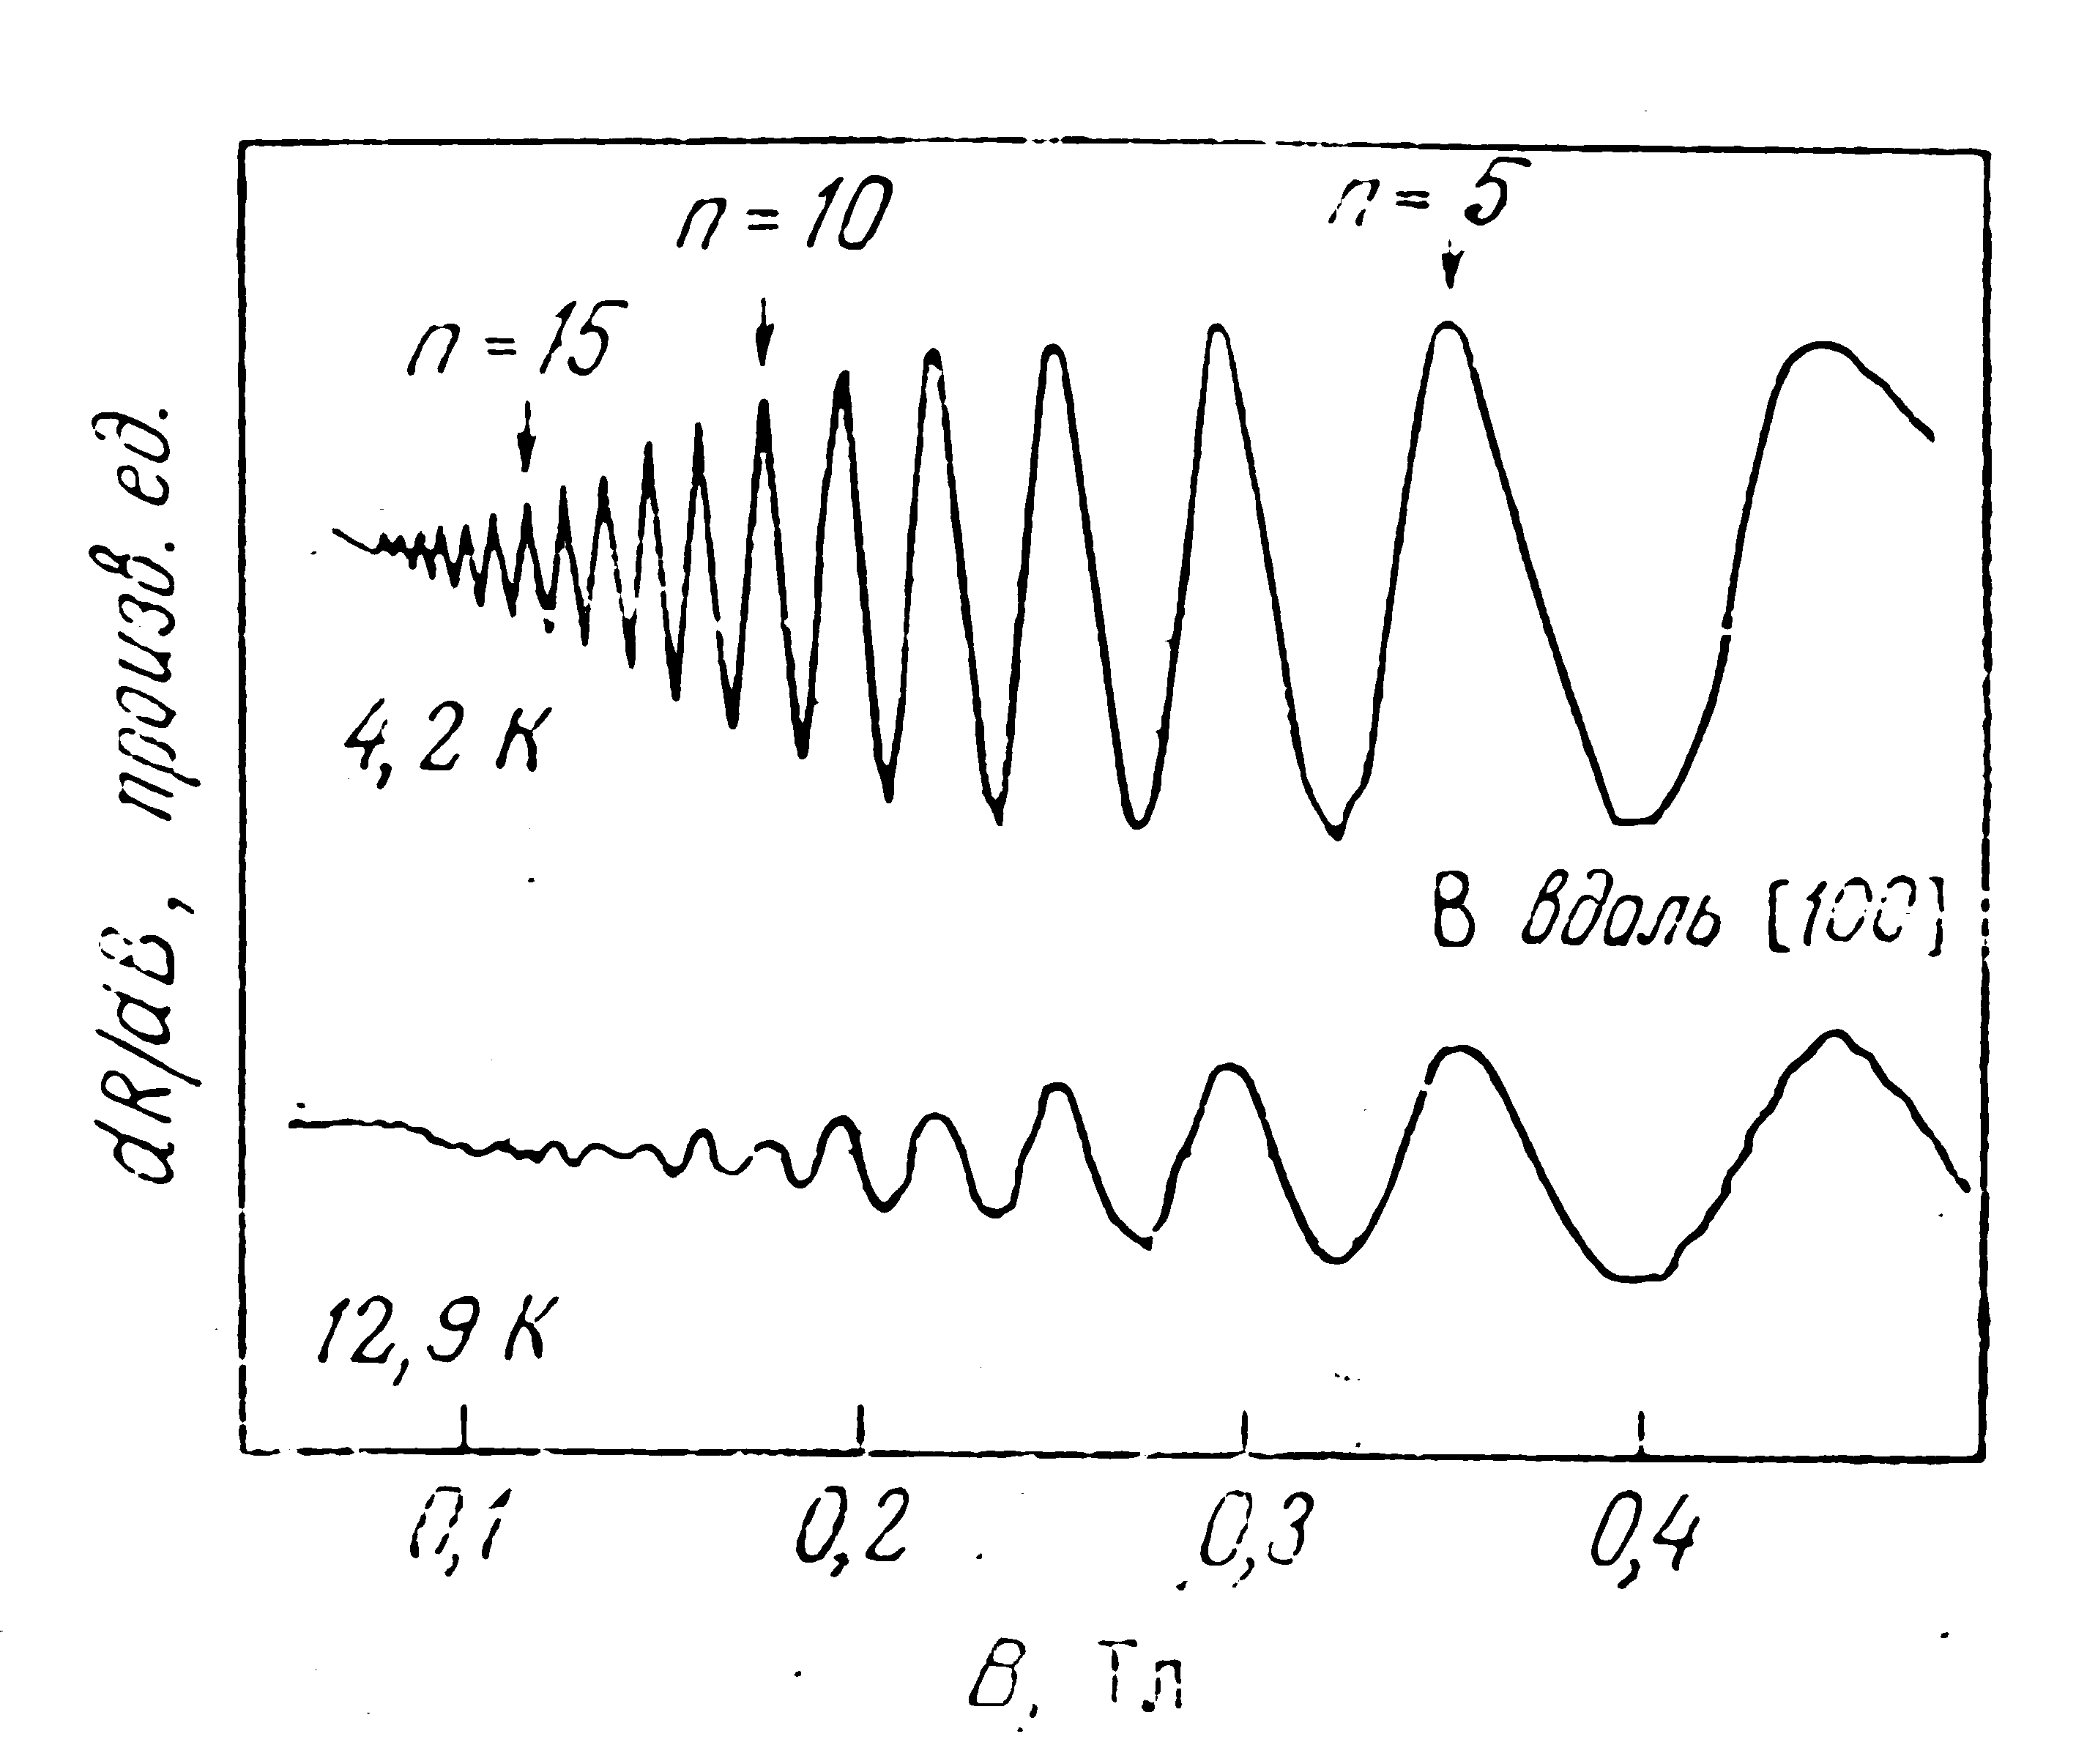 n = 10
n = 5
n = 15
dR/dB, произв. ед.
4,2 К
В вдоль [100]
12,9 К
0,1 0,2 0,3 0,4
В, Тл